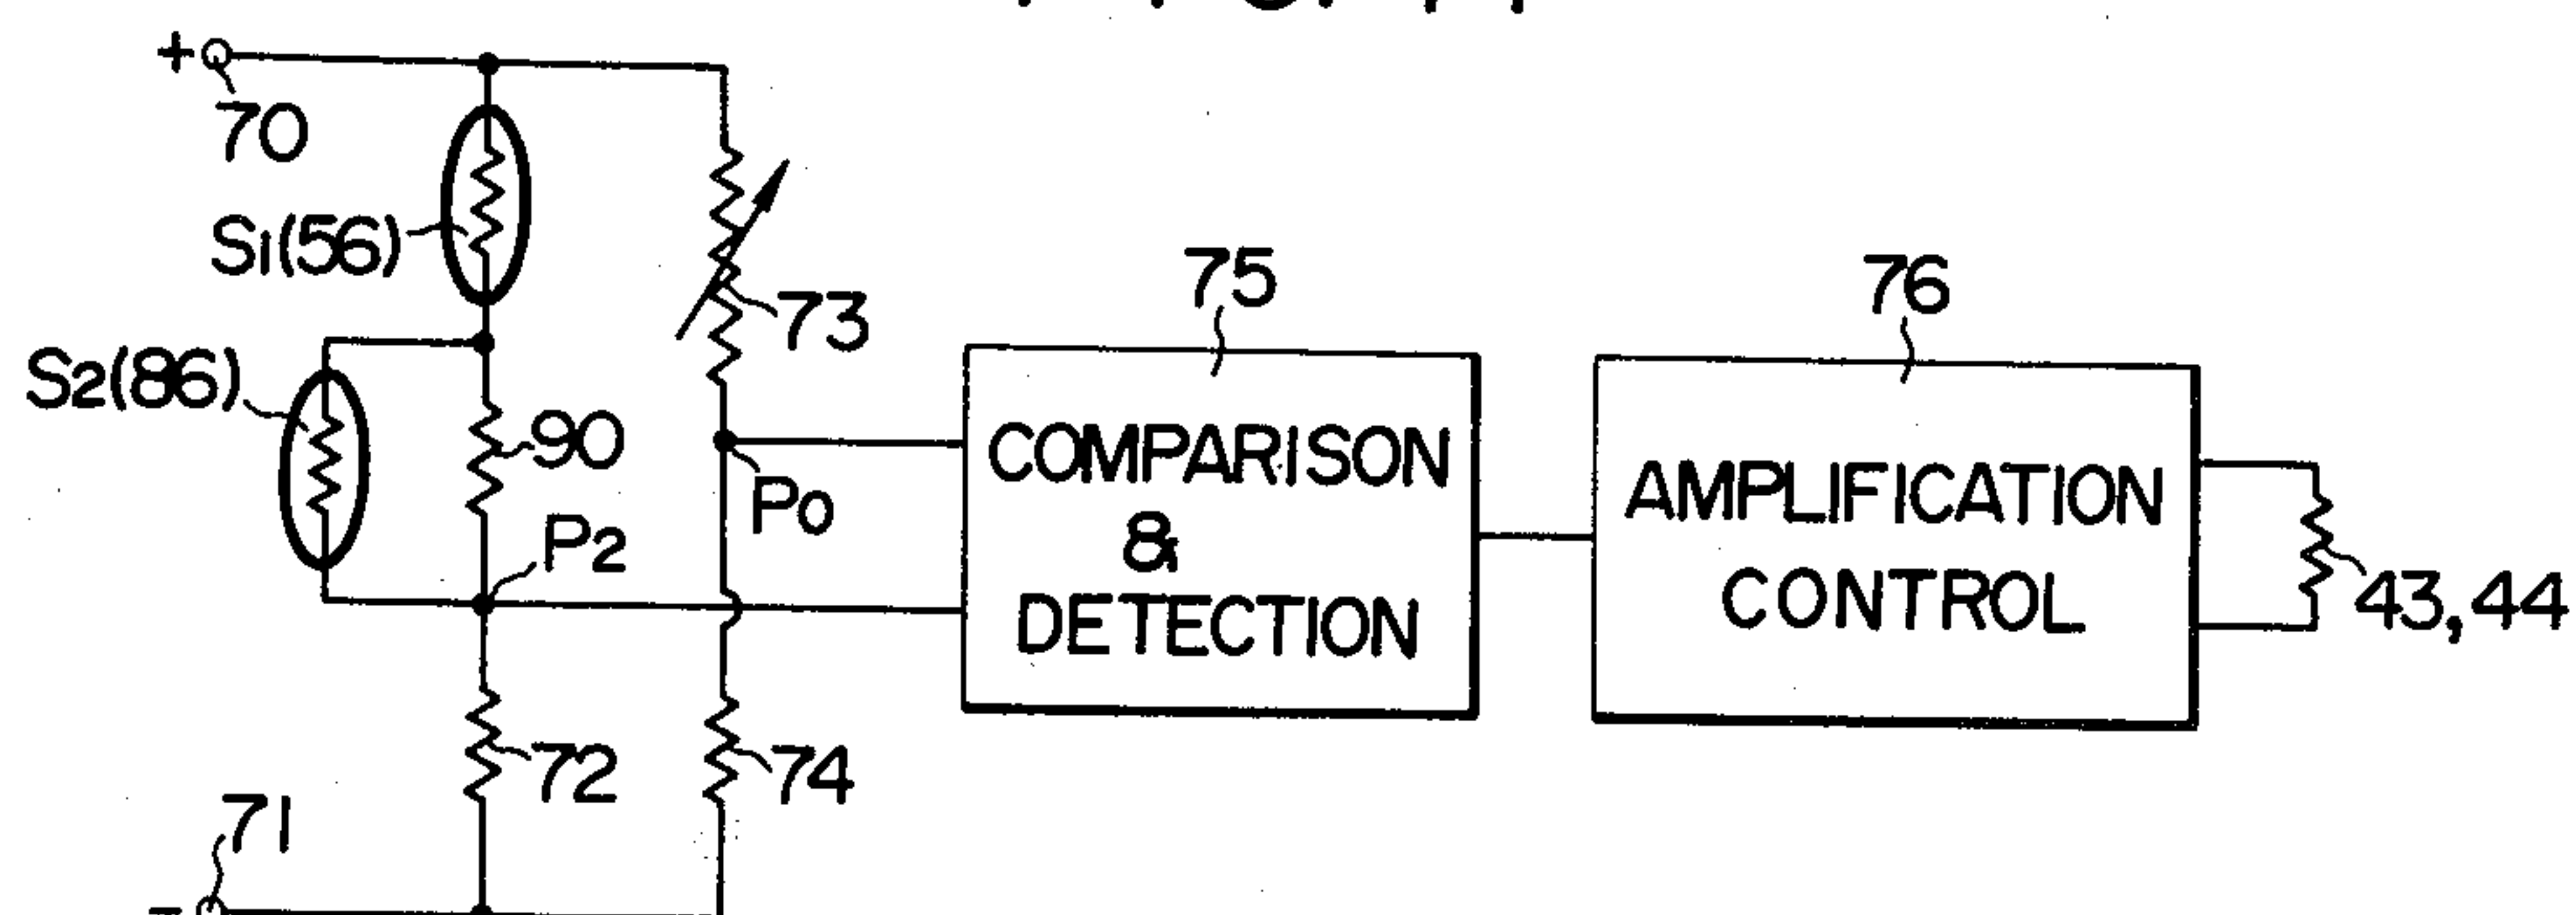 +
70
S1(56)
73
75
76
S2(86)
90
P0
P2
COMPARISON
&
DETECTION
AMPLIFICATION
CONTROL
43,44
72
74
71
-